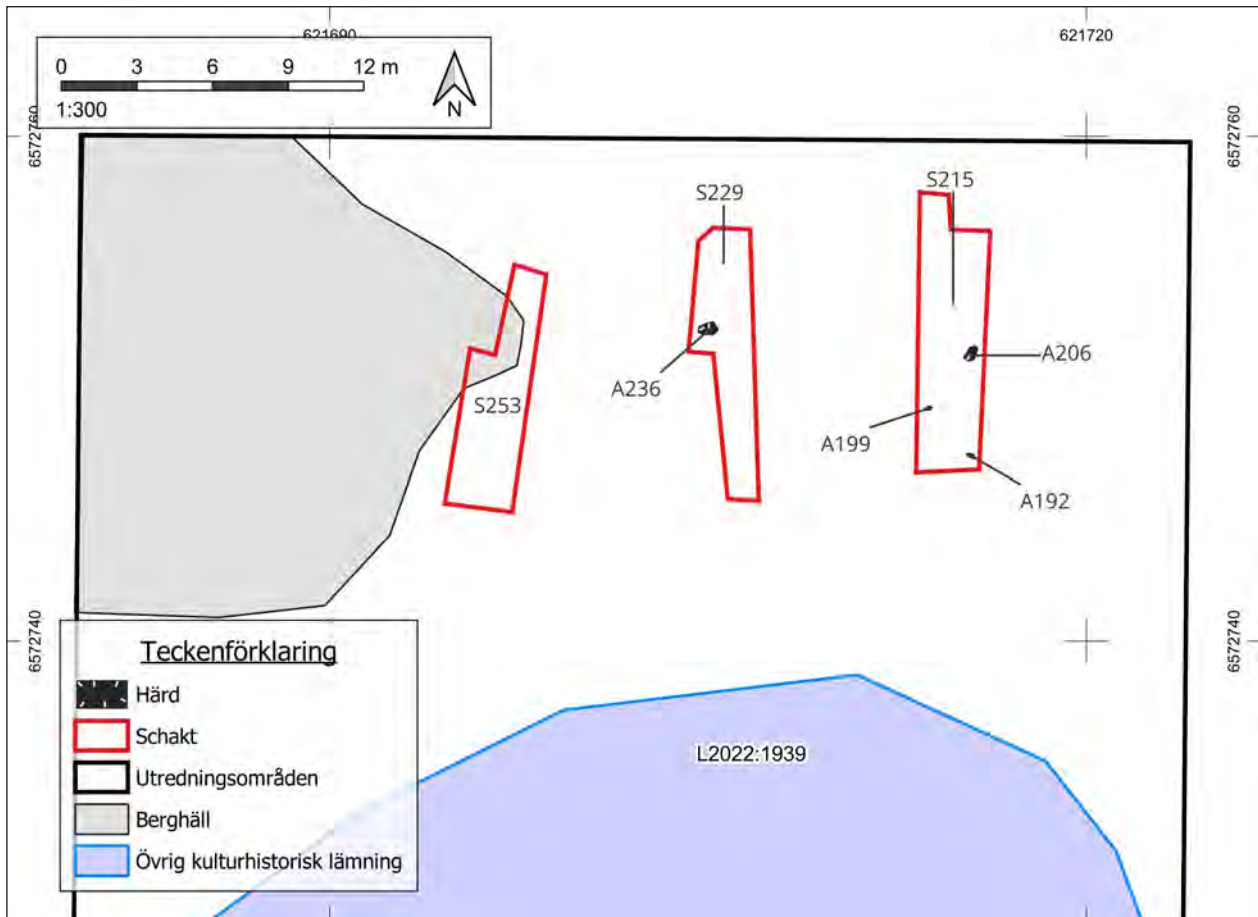 621690
621720
0 3 6 9 12 m
1:300
N
6572760
6572760
S229
S215
S253
A236
A206
A199
A192
6572740
6572740
Teckenförklaring
Härd
Schakt
Utredningsområden
Berghäll
Övrig kulturhistorisk lämning
L2022:1939